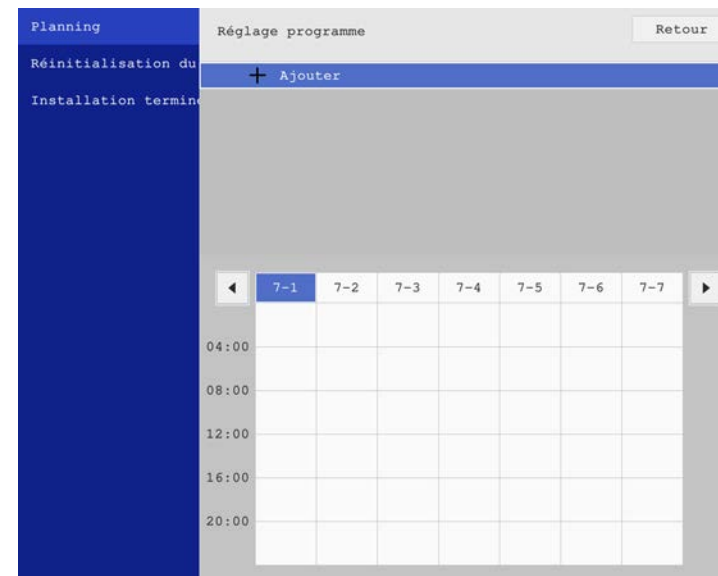 Planning
Réinitialisation du
Installation termin
Réglage programme
Retour
+ Ajouter
7-1 7-2 7-3 7-4 7-5 7-6 7-7
04:00
08:00
12:00
16:00
20:00